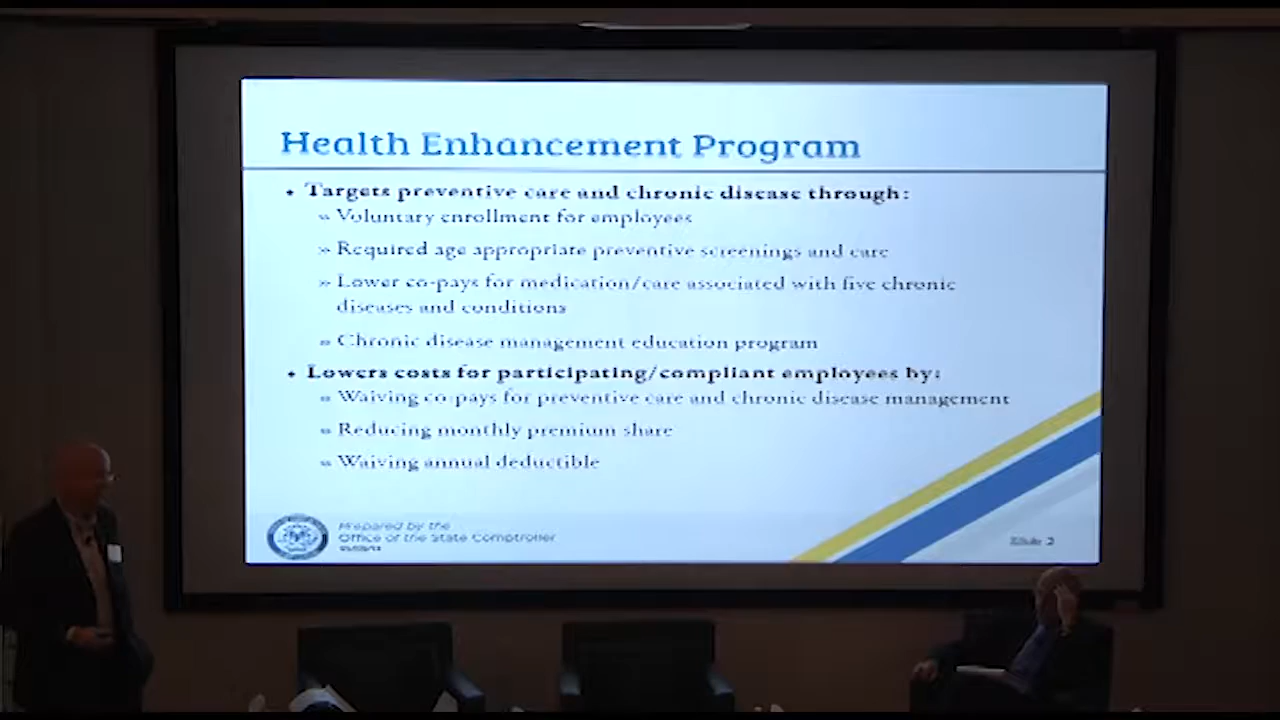 Health Enhancement Program
• Targets preventive care and chronic disease through:
» Voluntary enrollment for employees
» Required age appropriate preventive screenings and care
» Lower co-pays for medication/care associated with five chronic
diseases and conditions
» Chronic disease management education program
• Lowers costs for participating/compliant employees by:
» Waiving co-pays for preventive care and chronic disease management
» Reducing monthly premium share
» Waiving annual deductible
Prepared by the
Office of the State Comptroller
Slide 2